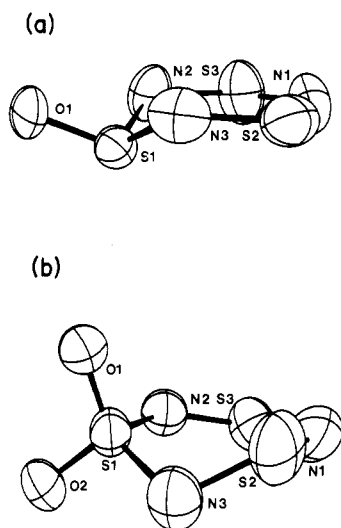 (a)
O1 N2 S3 N1
S1 N3 S2
(b)
O1
N2 S3
S1
O2 N3 S2 N1